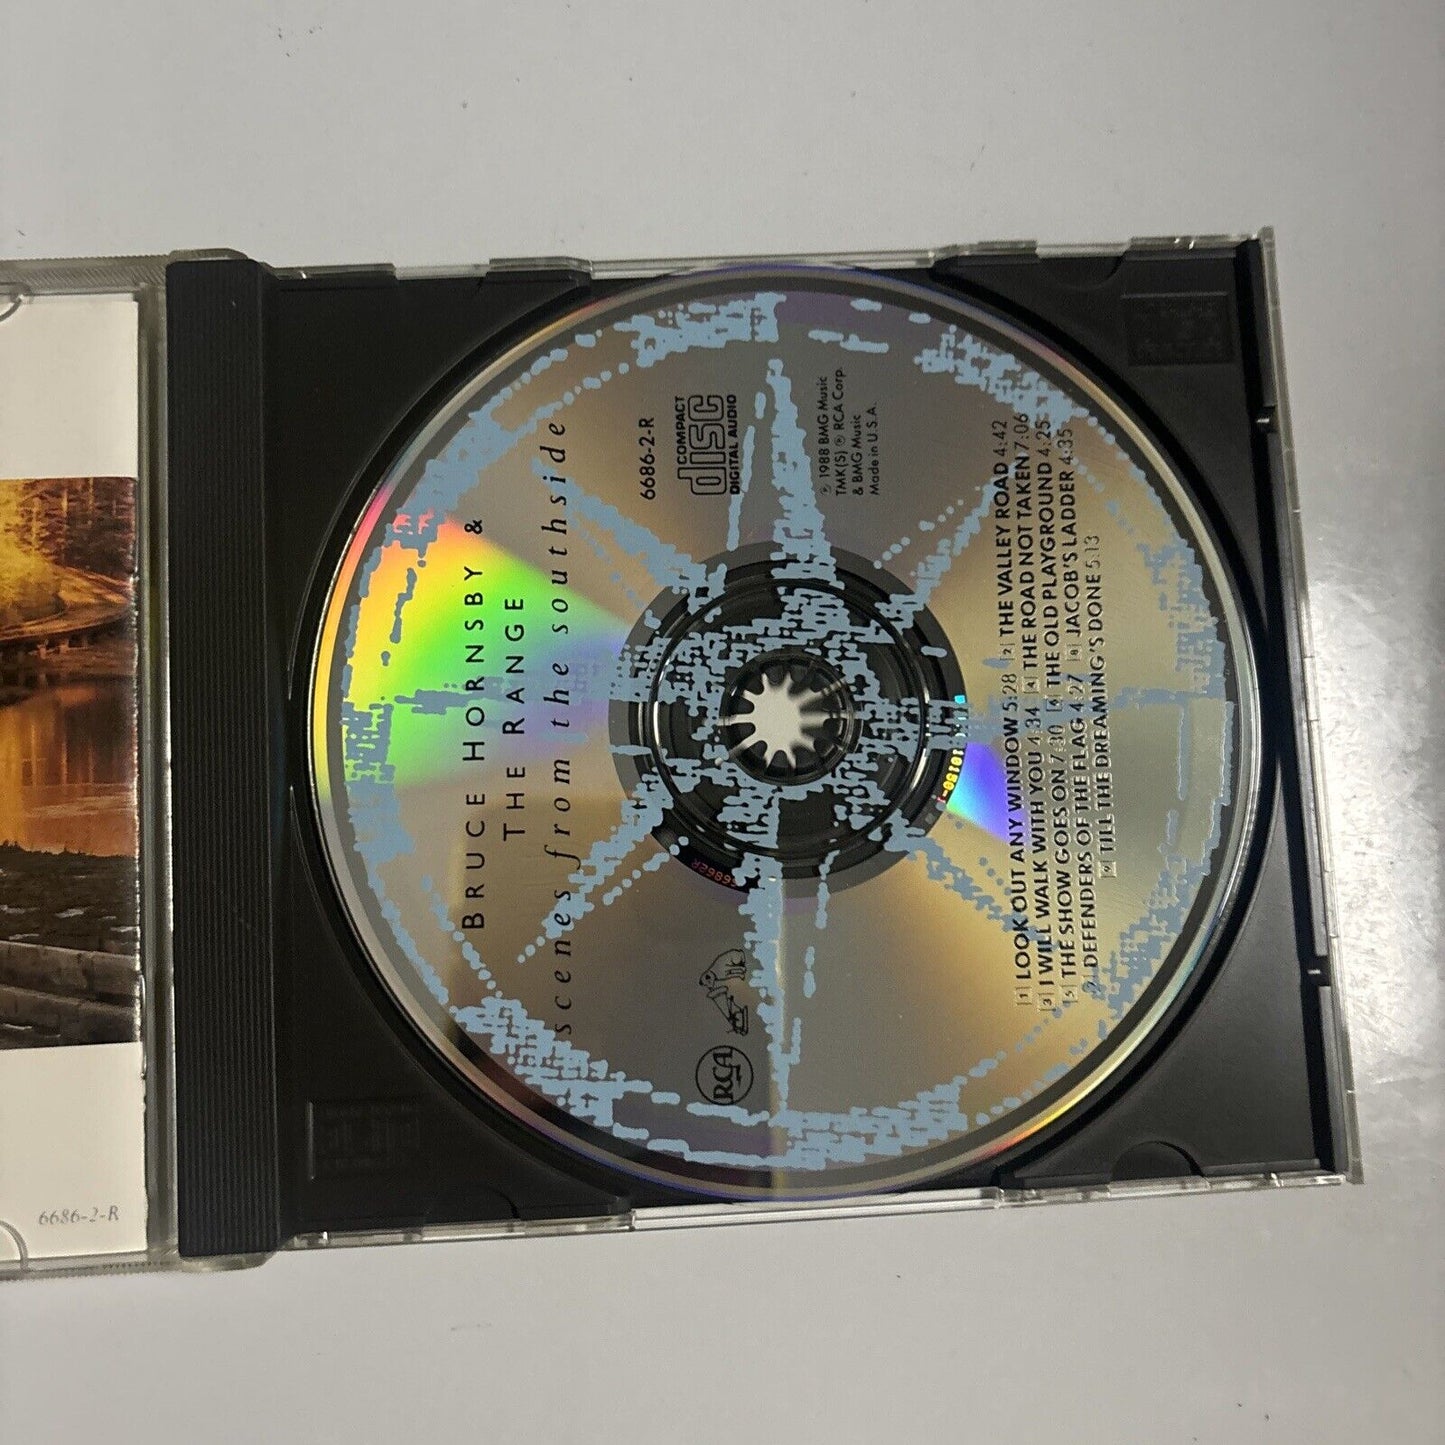 BRUCE HORNSBY &
THE RANGE
scenes from the southside
6686-2-R
COMPACT
disc
DIGITAL AUDIO
RCA
℗ 1988 BMG Music
TMK(S) ® RCA Corp.
& BMG Music
Made in U.S.A.
1 LOOK OUT ANY WINDOW 5:28 2 THE VALLEY ROAD 4:42
3 I WILL WALK WITH YOU 4:34 4 THE ROAD NOT TAKEN 7:06
5 THE SHOW GOES ON 7:30 6 THE OLD PLAYGROUND 4:25
7 DEFENDERS OF THE FLAG 4:27 8 JACOB'S LADDER 4:35
9 TILL THE DREAMING'S DONE 5:13
6686-2-R